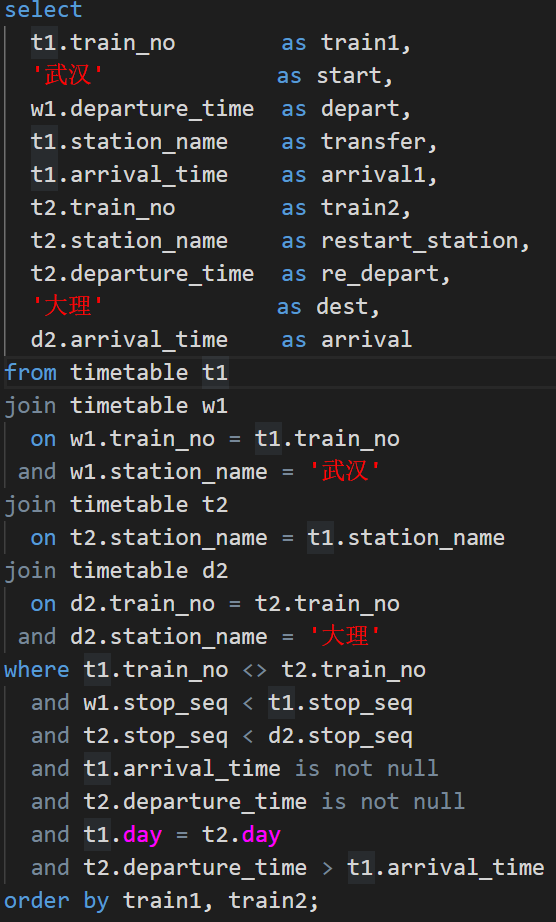 select
  t1.train_no        as train1,
  '武汉'             as start,
  w1.departure_time  as depart,
  t1.station_name    as transfer,
  t1.arrival_time    as arrival1,
  t2.train_no        as train2,
  t2.station_name    as restart_station,
  t2.departure_time  as re_depart,
  '大理'             as dest,
  d2.arrival_time    as arrival
from timetable t1
join timetable w1
  on w1.train_no = t1.train_no
 and w1.station_name = '武汉'
join timetable t2
  on t2.station_name = t1.station_name
join timetable d2
  on d2.train_no = t2.train_no
 and d2.station_name = '大理'
where t1.train_no <> t2.train_no
  and w1.stop_seq < t1.stop_seq
  and t2.stop_seq < d2.stop_seq
  and t1.arrival_time is not null
  and t2.departure_time is not null
  and t1.day = t2.day
  and t2.departure_time > t1.arrival_time
order by train1, train2;